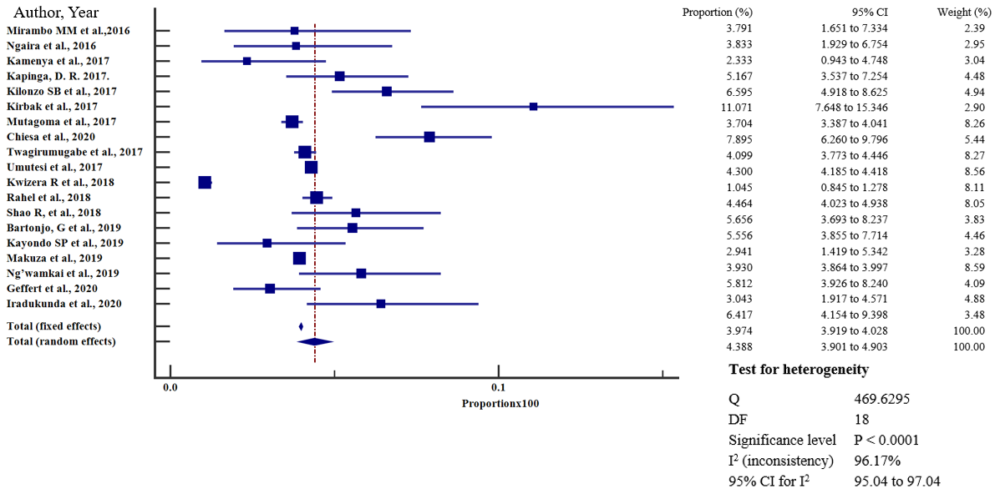 Author, Year Proportion (%) 95% CI Weight (%)
Mirambo MM et al.,2016 3.791 1.651 to 7.334 2.39
Ngaira et al., 2016 3.833 1.929 to 6.754 2.95
Kamenya et al., 2017 2.333 0.943 to 4.748 3.04
Kapinga, D. R. 2017. 5.167 3.537 to 7.254 4.48
Kilonzo SB et al., 2017 6.595 4.918 to 8.625 4.94
Kirbak et al., 2017 11.071 7.648 to 15.346 2.90
Mutagoma et al., 2017 3.704 3.387 to 4.041 8.26
Chiesa et al., 2020 7.895 6.260 to 9.796 5.44
Twagirumugabe et al., 2017 4.099 3.773 to 4.446 8.27
Umutesi et al., 2017 4.300 4.185 to 4.418 8.56
Kwizera R et al., 2018 1.045 0.845 to 1.278 8.11
Rahel et al., 2018 4.464 4.023 to 4.938 8.05
Shao R, et al., 2018 5.656 3.693 to 8.237 3.83
Bartonjo, G et al., 2019 5.556 3.855 to 7.714 4.46
Kayondo SP et al., 2019 2.941 1.419 to 5.342 3.28
Makuza et al., 2019 3.930 3.864 to 3.997 8.59
Ng’wamkai et al., 2019 5.812 3.926 to 8.240 4.09
Geffert et al., 2020 3.043 1.917 to 4.571 4.88
Iradukunda et al., 2020 6.417 4.154 to 9.398 3.48
Total (fixed effects) 3.974 3.919 to 4.028 100.00
Total (random effects) 4.388 3.901 to 4.903 100.00
0.0 0.1
Proportionx100
Test for heterogeneity
Q 469.6295
DF 18
Significance level P < 0.0001
I² (inconsistency) 96.17%
95% CI for I² 95.04 to 97.04